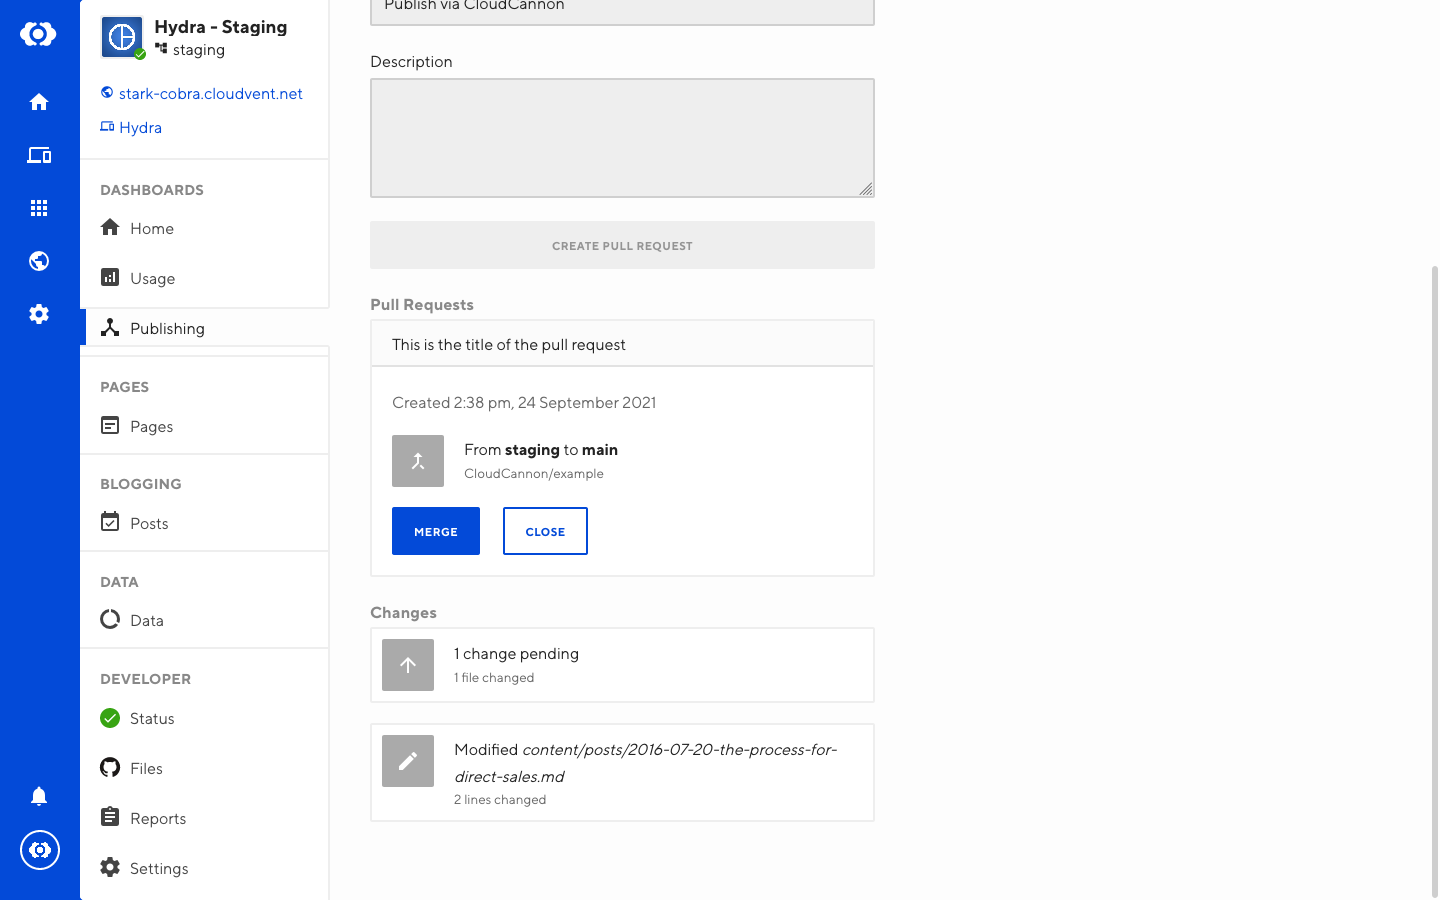 Hydra - Staging
staging
stark-cobra.cloudvent.net
Hydra
DASHBOARDS
Home
Usage
Publishing
PAGES
Pages
BLOGGING
Posts
DATA
Data
DEVELOPER
Status
Files
Reports
Settings
Publish via CloudCannon
Description
CREATE PULL REQUEST
Pull Requests
This is the title of the pull request
Created 2:38 pm, 24 September 2021
From staging to main
CloudCannon/example
MERGE
CLOSE
Changes
1 change pending
1 file changed
Modified content/posts/2016-07-20-the-process-for-
direct-sales.md
2 lines changed